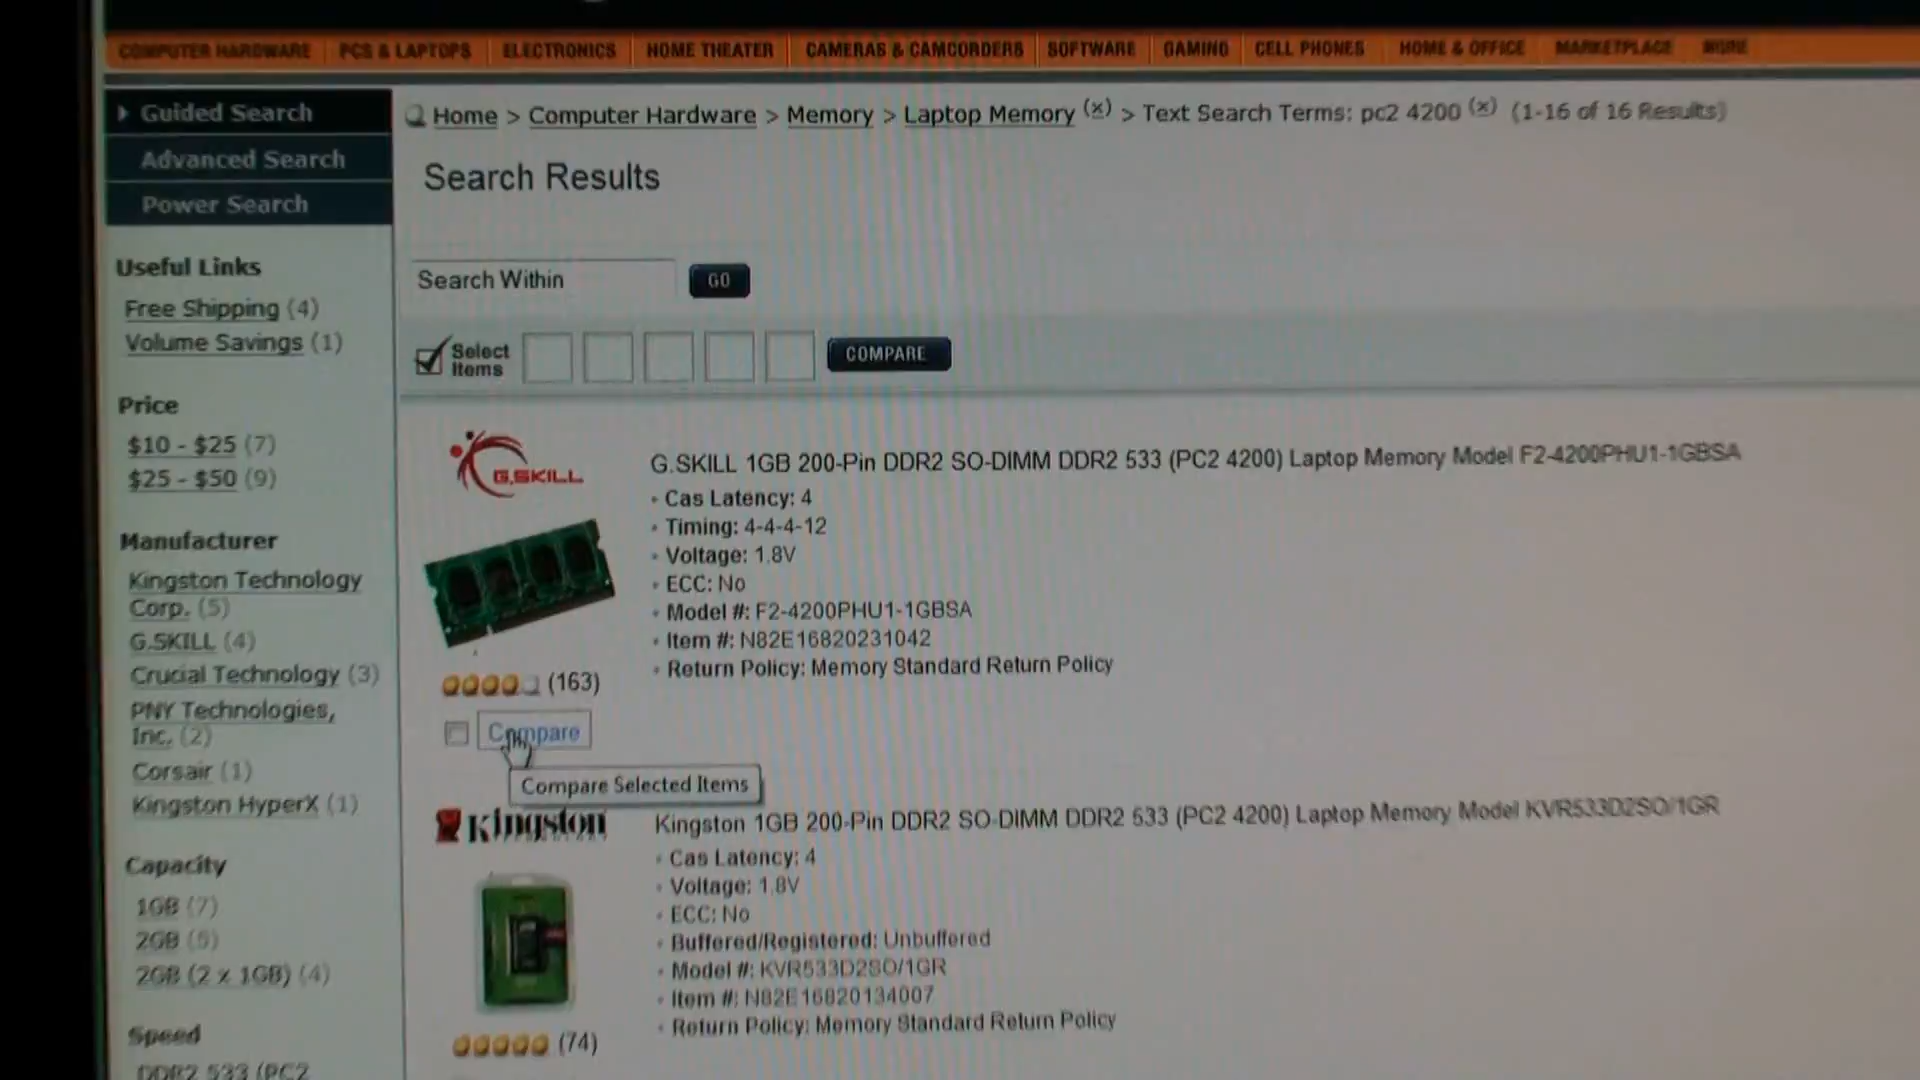 COMPUTER HARDWARE PCS & LAPTOPS ELECTRONICS HOME THEATER CAMERAS & CAMCORDERS SOFTWARE GAMING CELL PHONES HOME & OFFICE MARKETPLACE MORE
Guided Search
Advanced Search
Power Search
Home > Computer Hardware > Memory > Laptop Memory (x) > Text Search Terms: pc2 4200 (x) (1-16 of 16 Results)
Search Results
Search Within GO
Select
Items
COMPARE
Useful Links
Free Shipping (4)
Volume Savings (1)
Price
$10 - $25 (7)
$25 - $50 (9)
Manufacturer
Kingston Technology
Corp. (5)
G.SKILL (4)
Crucial Technology (3)
PNY Technologies,
Inc. (2)
Corsair (1)
Kingston HyperX (1)
Capacity
1GB (7)
2GB (5)
2GB (2 x 1GB) (4)
Speed
DDR2 533 (PC2
G.SKILL
G.SKILL 1GB 200-Pin DDR2 SO-DIMM DDR2 533 (PC2 4200) Laptop Memory Model F2-4200PHU1-1GBSA
Cas Latency: 4
Timing: 4-4-4-12
Voltage: 1.8V
ECC: No
Model #: F2-4200PHU1-1GBSA
Item #: N82E16820231042
Return Policy: Memory Standard Return Policy
(163)
Compare
Compare Selected Items
Kingston
Kingston 1GB 200-Pin DDR2 SO-DIMM DDR2 533 (PC2 4200) Laptop Memory Model KVR533D2SO/1GR
Cas Latency: 4
Voltage: 1.8V
ECC: No
Buffered/Registered: Unbuffered
Model #: KVR533D2SO/1GR
Item #: N82E16820134007
Return Policy: Memory Standard Return Policy
(74)